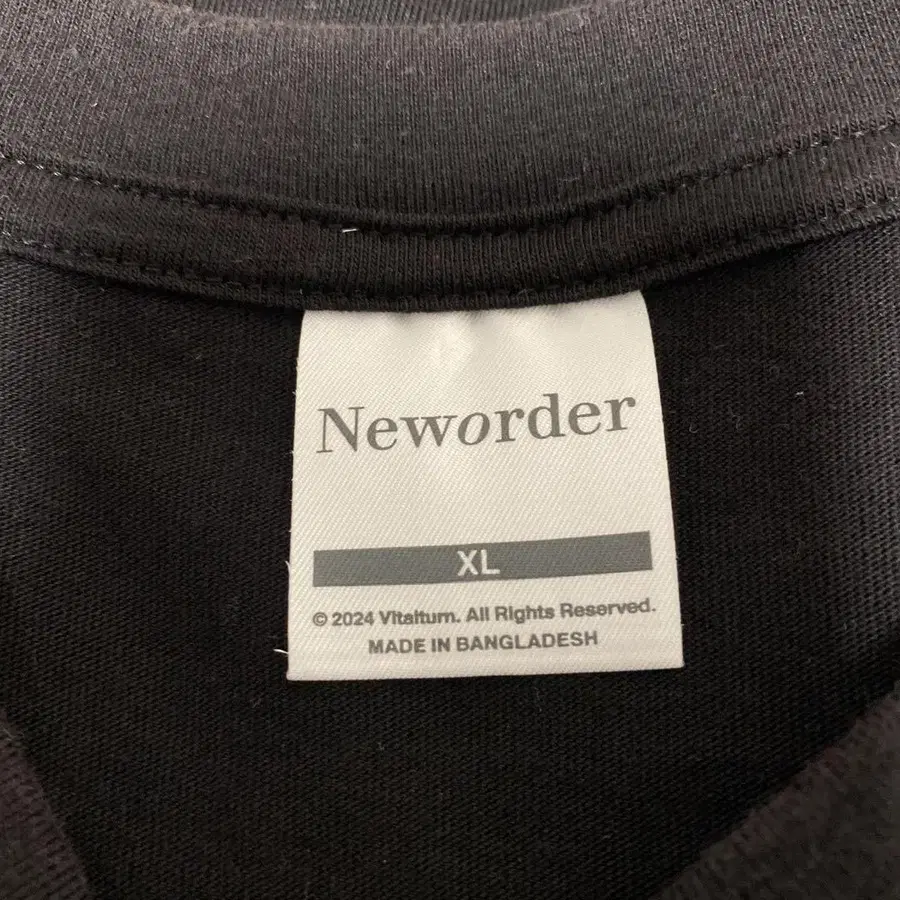 Neworder
XL
© 2024 Vitalturn. All Rights Reserved.
MADE IN BANGLADESH